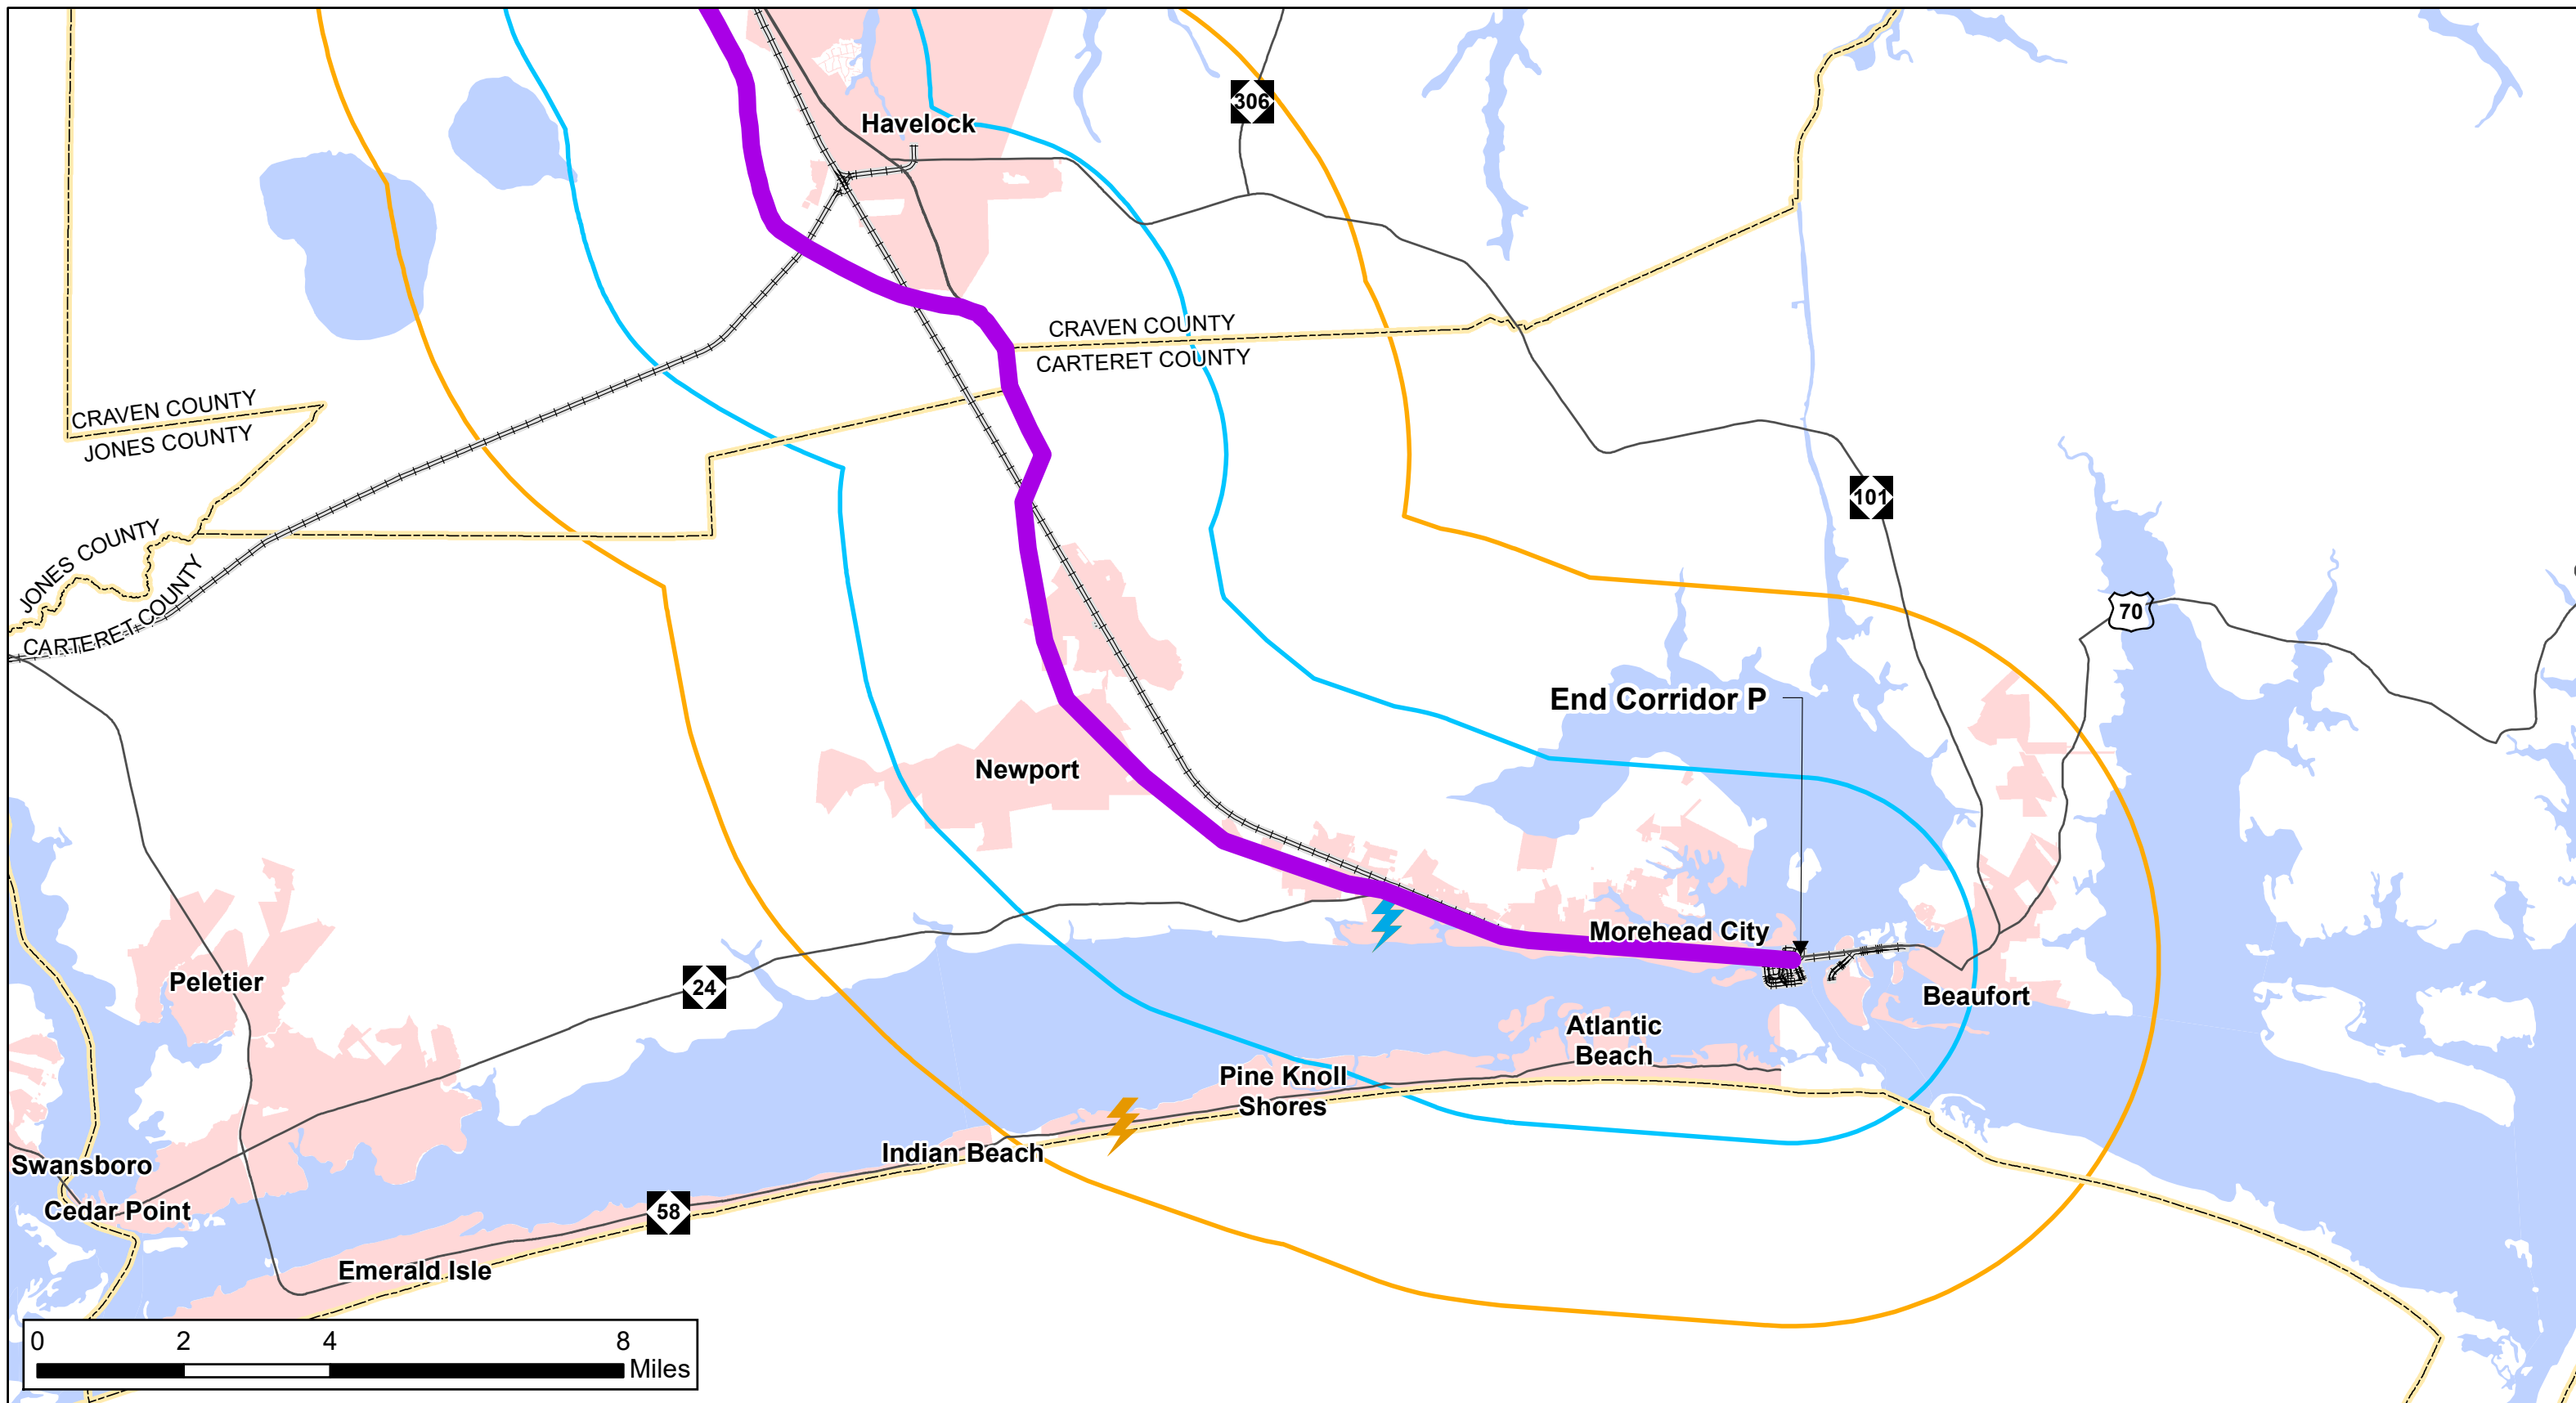 306
Havelock
CRAVEN COUNTY
CARTERET COUNTY
CRAVEN COUNTY
JONES COUNTY
101
JONES COUNTY
CARTERET COUNTY
70
End Corridor P
Newport
Morehead City
Peletier
24
Beaufort
Atlantic
Beach
Pine Knoll
Shores
Indian Beach
Swansboro
Cedar Point
58
Emerald Isle
0 2 4 8
Miles